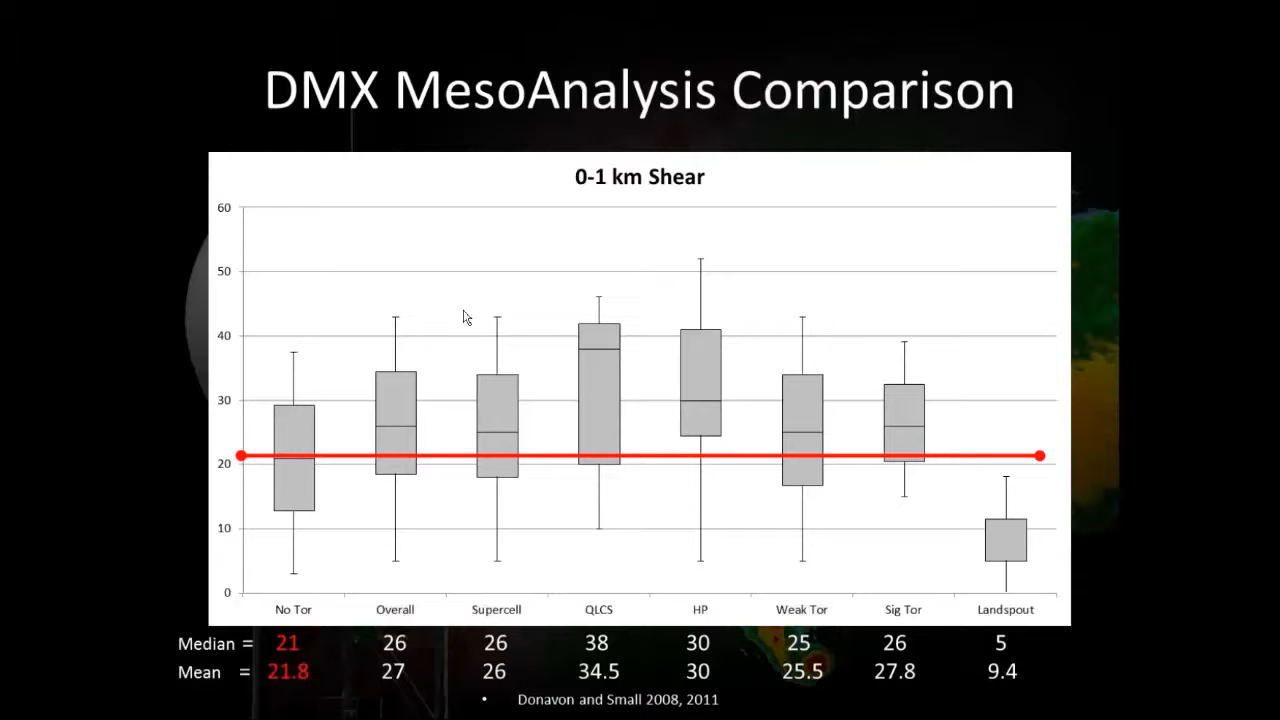 DMX MesoAnalysis Comparison
0-1 km Shear
60
50
40
30
20
10
0
No Tor Overall Supercell QLCS HP Weak Tor Sig Tor Landspout
Median = 21 26 26 38 30 25 26 5
Mean = 21.8 27 26 34.5 30 25.5 27.8 9.4
• Donavon and Small 2008, 2011